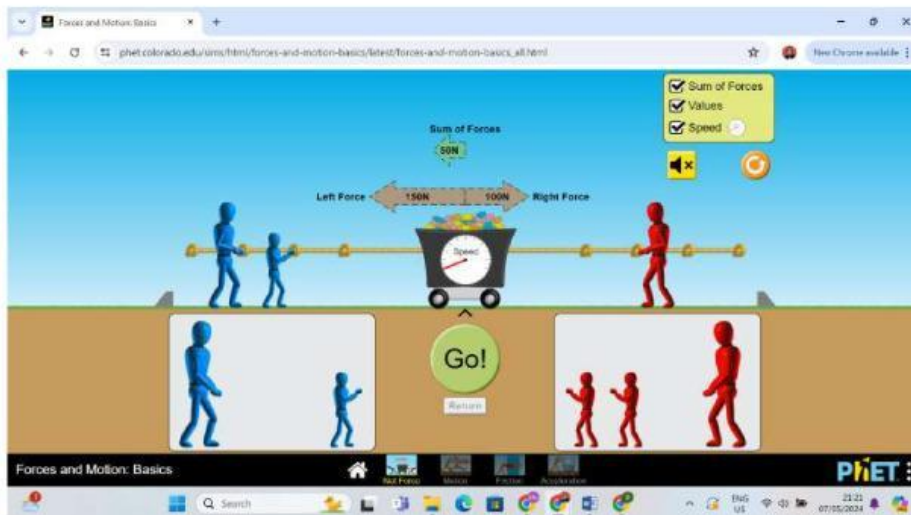 Forces and Motion: Basics
phet.colorado.edu/sims/html/forces-and-motion-basics/latest/forces-and-motion-basics_all.html
New Chrome available
Sum of Forces
Values
Speed
Sum of Forces
50N
Left Force
150N
100N
Right Force
Speed
Go!
Return
Forces and Motion: Basics
Net Force
Motion
Friction
Acceleration
PhET
Search
ENG
US
21:21
07/05/2024